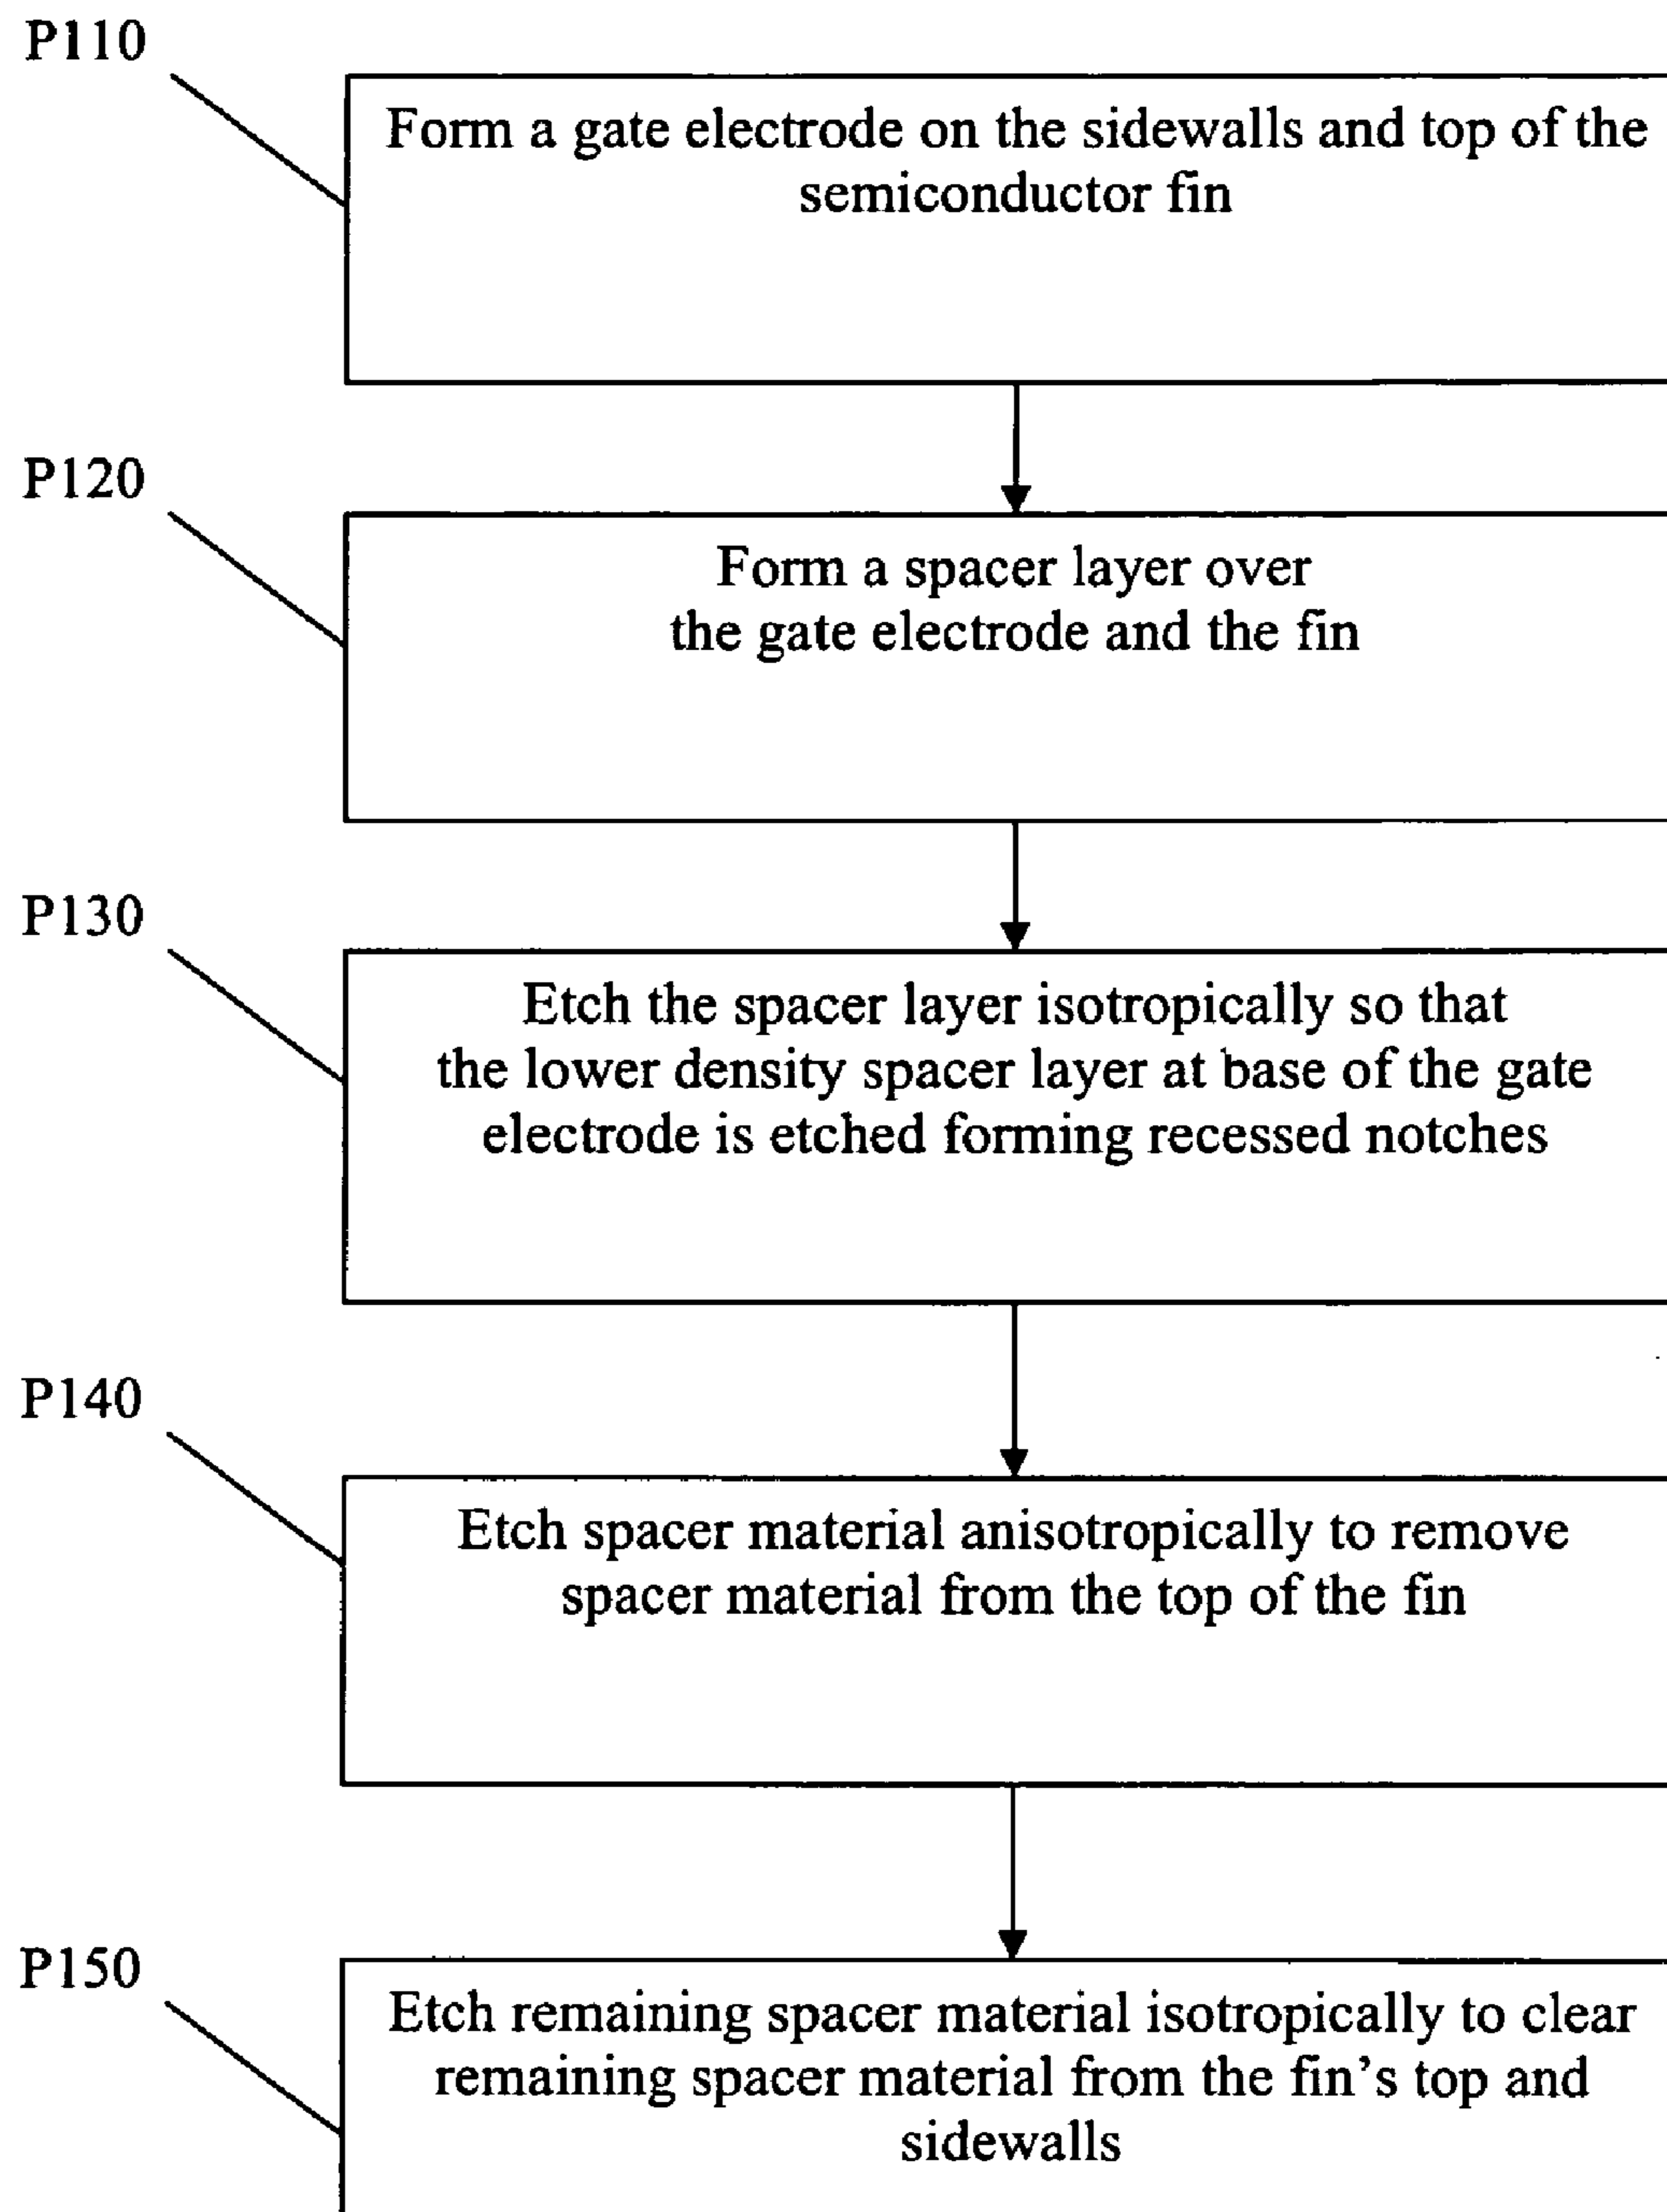 P110
Form a gate electrode on the sidewalls and top of the
semiconductor fin
P120
Form a spacer layer over
the gate electrode and the fin
P130
Etch the spacer layer isotropically so that
the lower density spacer layer at base of the gate
electrode is etched forming recessed notches
P140
Etch spacer material anisotropically to remove
spacer material from the top of the fin
P150
Etch remaining spacer material isotropically to clear
remaining spacer material from the fin's top and
sidewalls